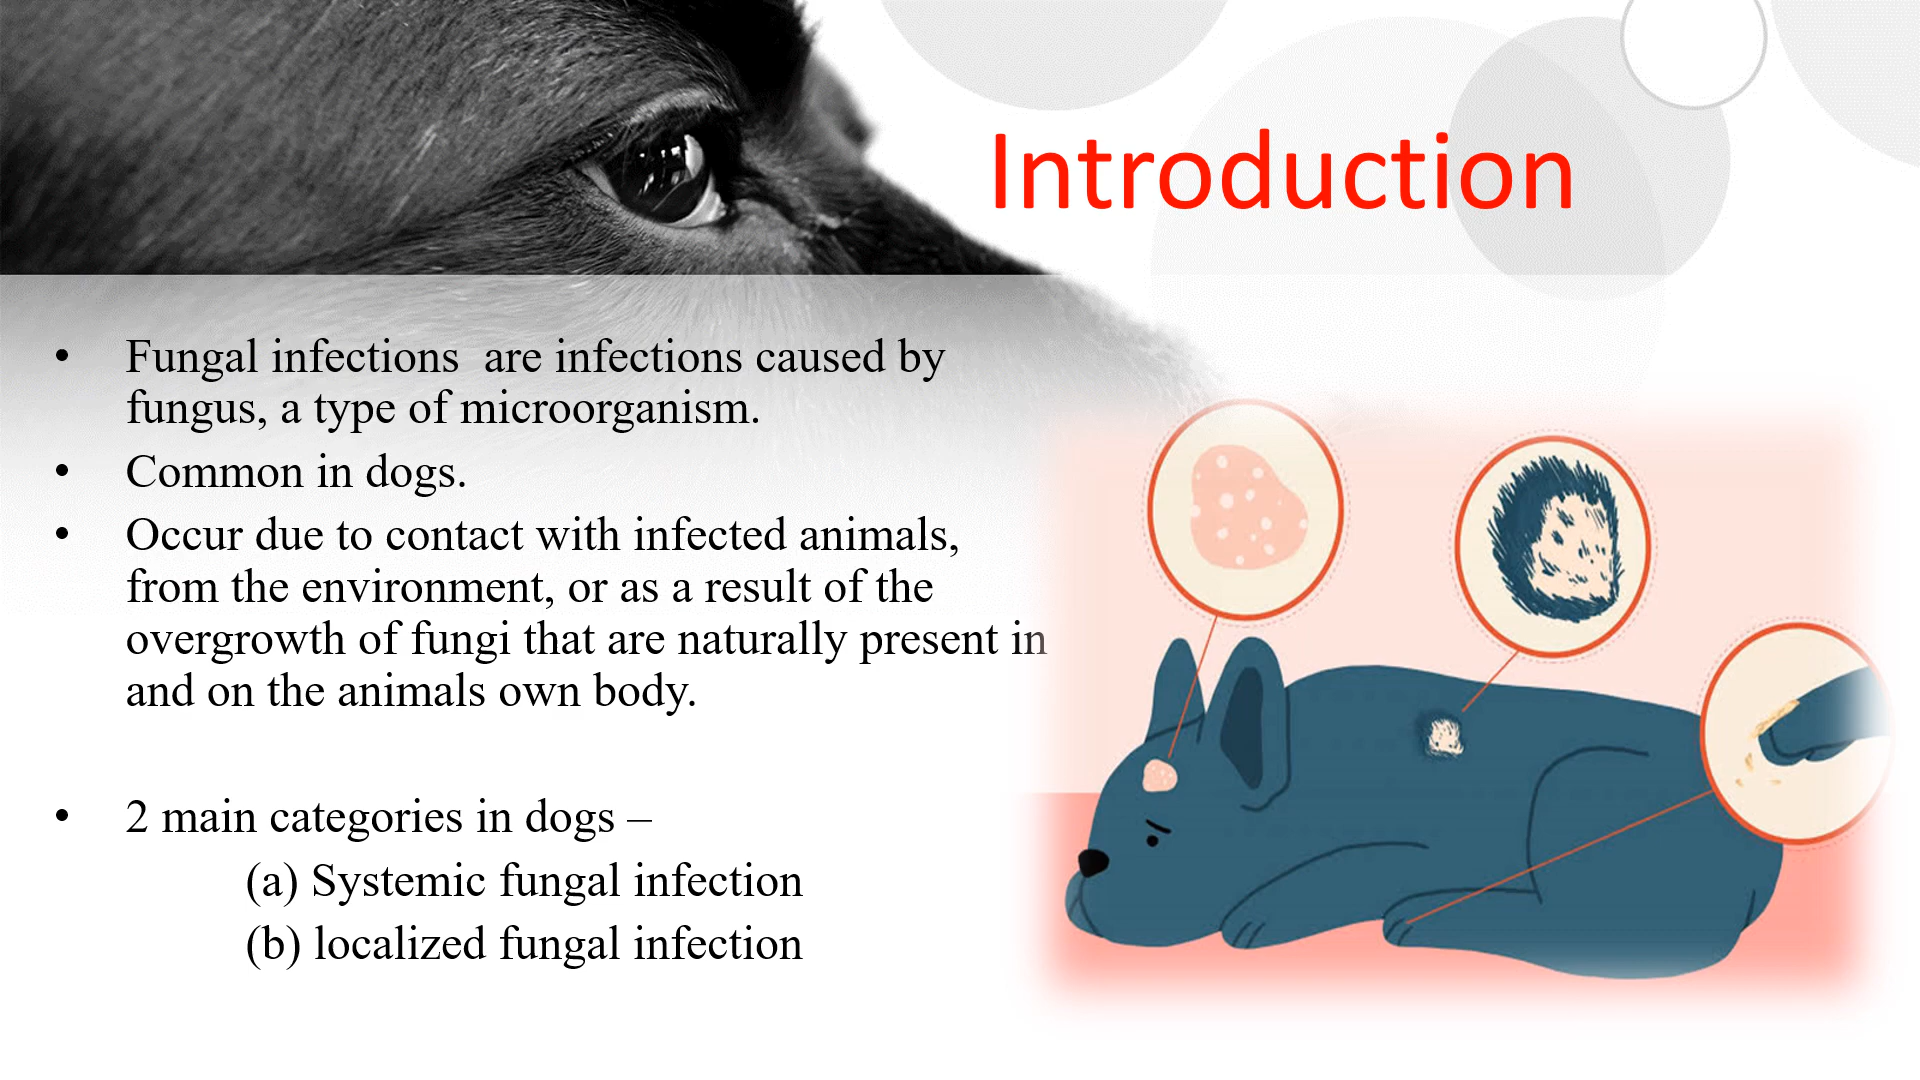 Introduction
• Fungal infections  are infections caused by
fungus, a type of microorganism.
• Common in dogs.
• Occur due to contact with infected animals,
from the environment, or as a result of the
overgrowth of fungi that are naturally present in
and on the animals own body.
• 2 main categories in dogs –
(a) Systemic fungal infection
(b) localized fungal infection